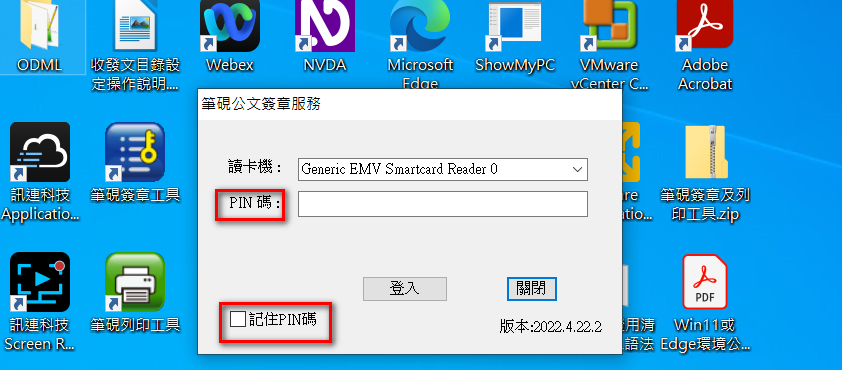 ODML
收發文目錄設
定操作說明....
Webex
NVDA
Microsoft
Edge
ShowMyPC
VMware
vCenter C...
Adobe
Acrobat
筆硯公文簽章服務
讀卡機：
Generic EMV Smartcard Reader 0
PIN 碼：
登入
關閉
記住PIN碼
版本:2022.4.22.2
訊連科技
Applicatio...
筆硯簽章工具
筆硯簽章及列
印工具.zip
訊連科技
Screen R...
筆硯列印工具
PDF
Win11或
Edge環境公...